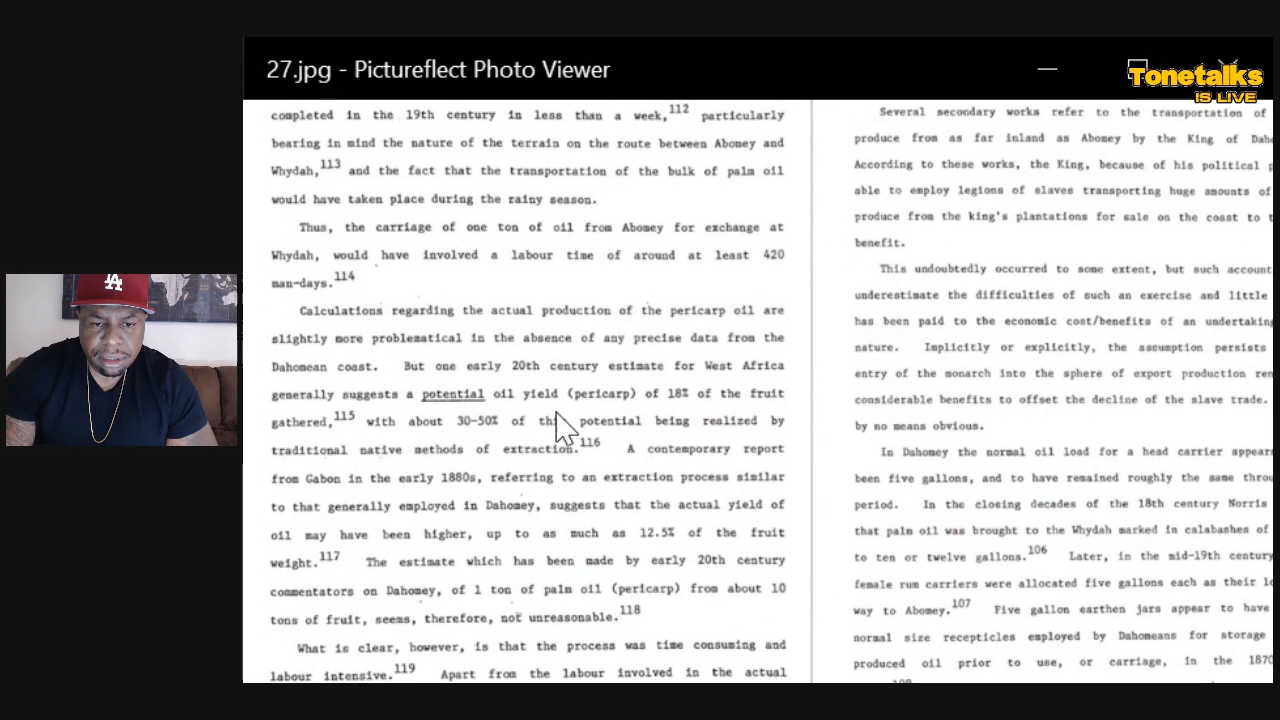 27.jpg - Pictureflect Photo Viewer
Tonetalks
IS LIVE
completed in the 19th century in less than a week,112 particularly
bearing in mind the nature of the terrain on the route between Abomey and
Whydah,113 and the fact that the transportation of the bulk of palm oil
would have taken place during the rainy season.
Thus, the carriage of one ton of oil from Abomey for exchange at
Whydah, would have involved a labour time of around at least 420
man-days.114
Calculations regarding the actual production of the pericarp oil are
slightly more problematical in the absence of any precise data from the
Dahomean coast. But one early 20th century estimate for West Africa
generally suggests a potential oil yield (pericarp) of 18% of the fruit
gathered,115 with about 30-50% of potential being realized by
traditional native methods of extraction.116 A contemporary report
from Gabon in the early 1880s, referring to an extraction process similar
to that generally employed in Dahomey, suggests that the actual yield of
oil may have been higher, up to as much as 12.5% of the fruit
weight.117 The estimate which has been made by early 20th century
commentators on Dahomey, of 1 ton of palm oil (pericarp) from about 10
tons of fruit, seems, therefore, not unreasonable.118
What is clear, however, is that the process was time consuming and
labour intensive.119 Apart from the labour involved in the actual
Several secondary works refer to the transportation of
produce from as far inland as Abomey by the King of
According to these works, the King, because of his political
able to employ legions of slaves transporting huge amounts of
produce from the king's plantations for sale on the coast to
benefit.
This undoubtedly occurred to some extent, but such
underestimate the difficulties of such an exercise and little
has been paid to the economic cost/benefits of an
nature. Implicitly or explicitly, the assumption persists
entry of the monarch into the sphere of export production
considerable benefits to offset the decline of the slave trade.
by no means obvious.
In Dahomey the normal oil load for a head carrier
been five gallons, and to have remained roughly the same
period. In the closing decades of the 18th century Norris
that palm oil was brought to the Whydah marked in calabashes of
to ten or twelve gallons.106 Later, in the mid-19th century
female rum carriers were allocated five gallons each as their
way to Abomey.107 Five gallon earthen jars appear to have
normal size recepticles employed by Dahomeans for storage
produced oil prior to use, or carriage, in the